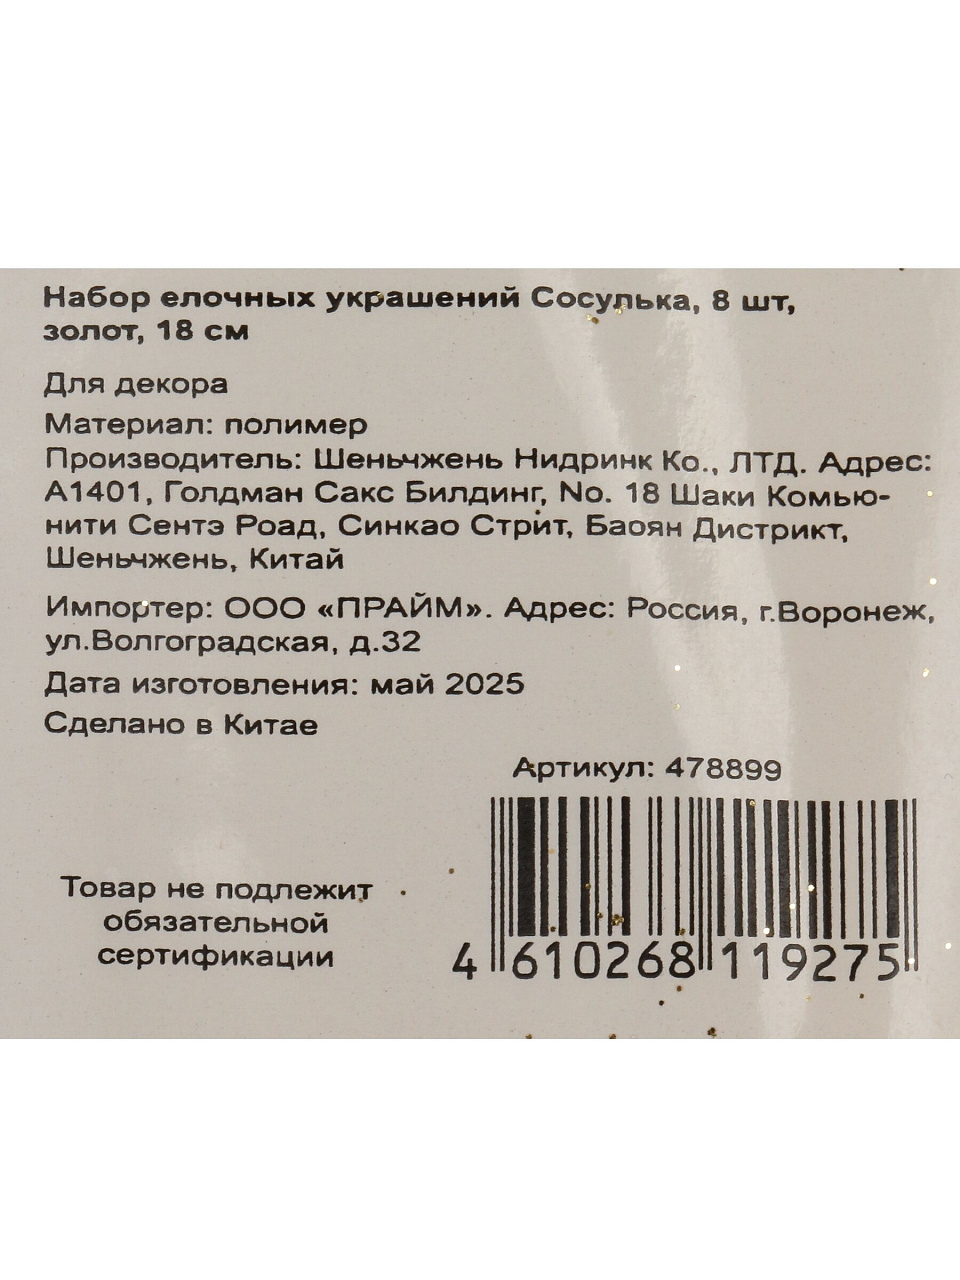 Набор елочных украшений Сосулька, 8 шт,
золот, 18 см
Для декора
Материал: полимер
Производитель: Шеньчжень Нидринк Ко., ЛТД. Адрес:
А1401, Голдман Сакс Билдинг, No. 18 Шаки Комью-
нити Сентэ Роад, Синкао Стрит, Баоян Дистрикт,
Шеньчжень, Китай
Импортер: ООО «ПРАЙМ». Адрес: Россия, г.Воронеж,
ул.Волгоградская, д.32
Дата изготовления: май 2025
Сделано в Китае
Артикул: 478899
Товар не подлежит
обязательной
сертификации
4 610268 119275